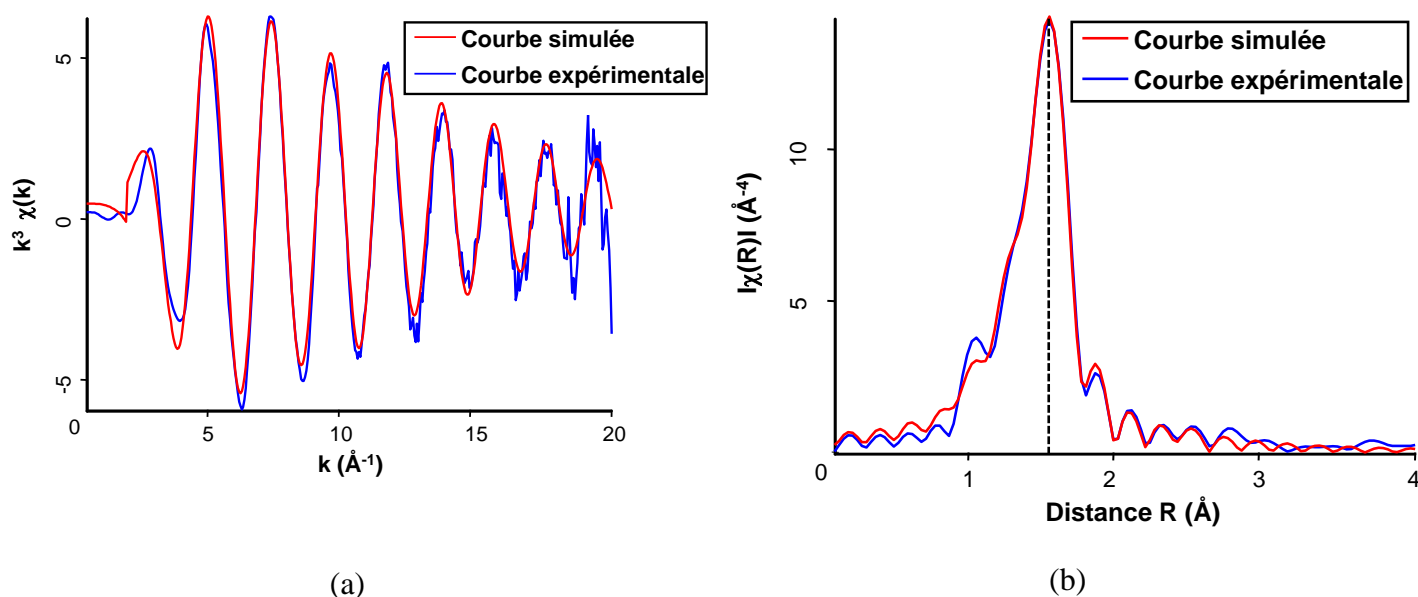 Courbe simulée
Courbe expérimentale
5
0
-5
k³ χ(k)
0
5
10
15
20
k (Å⁻¹)
(a)
Courbe simulée
Courbe expérimentale
10
5
Iχ(R)I (Å⁻⁴)
0
1
2
3
4
Distance R (Å)
(b)